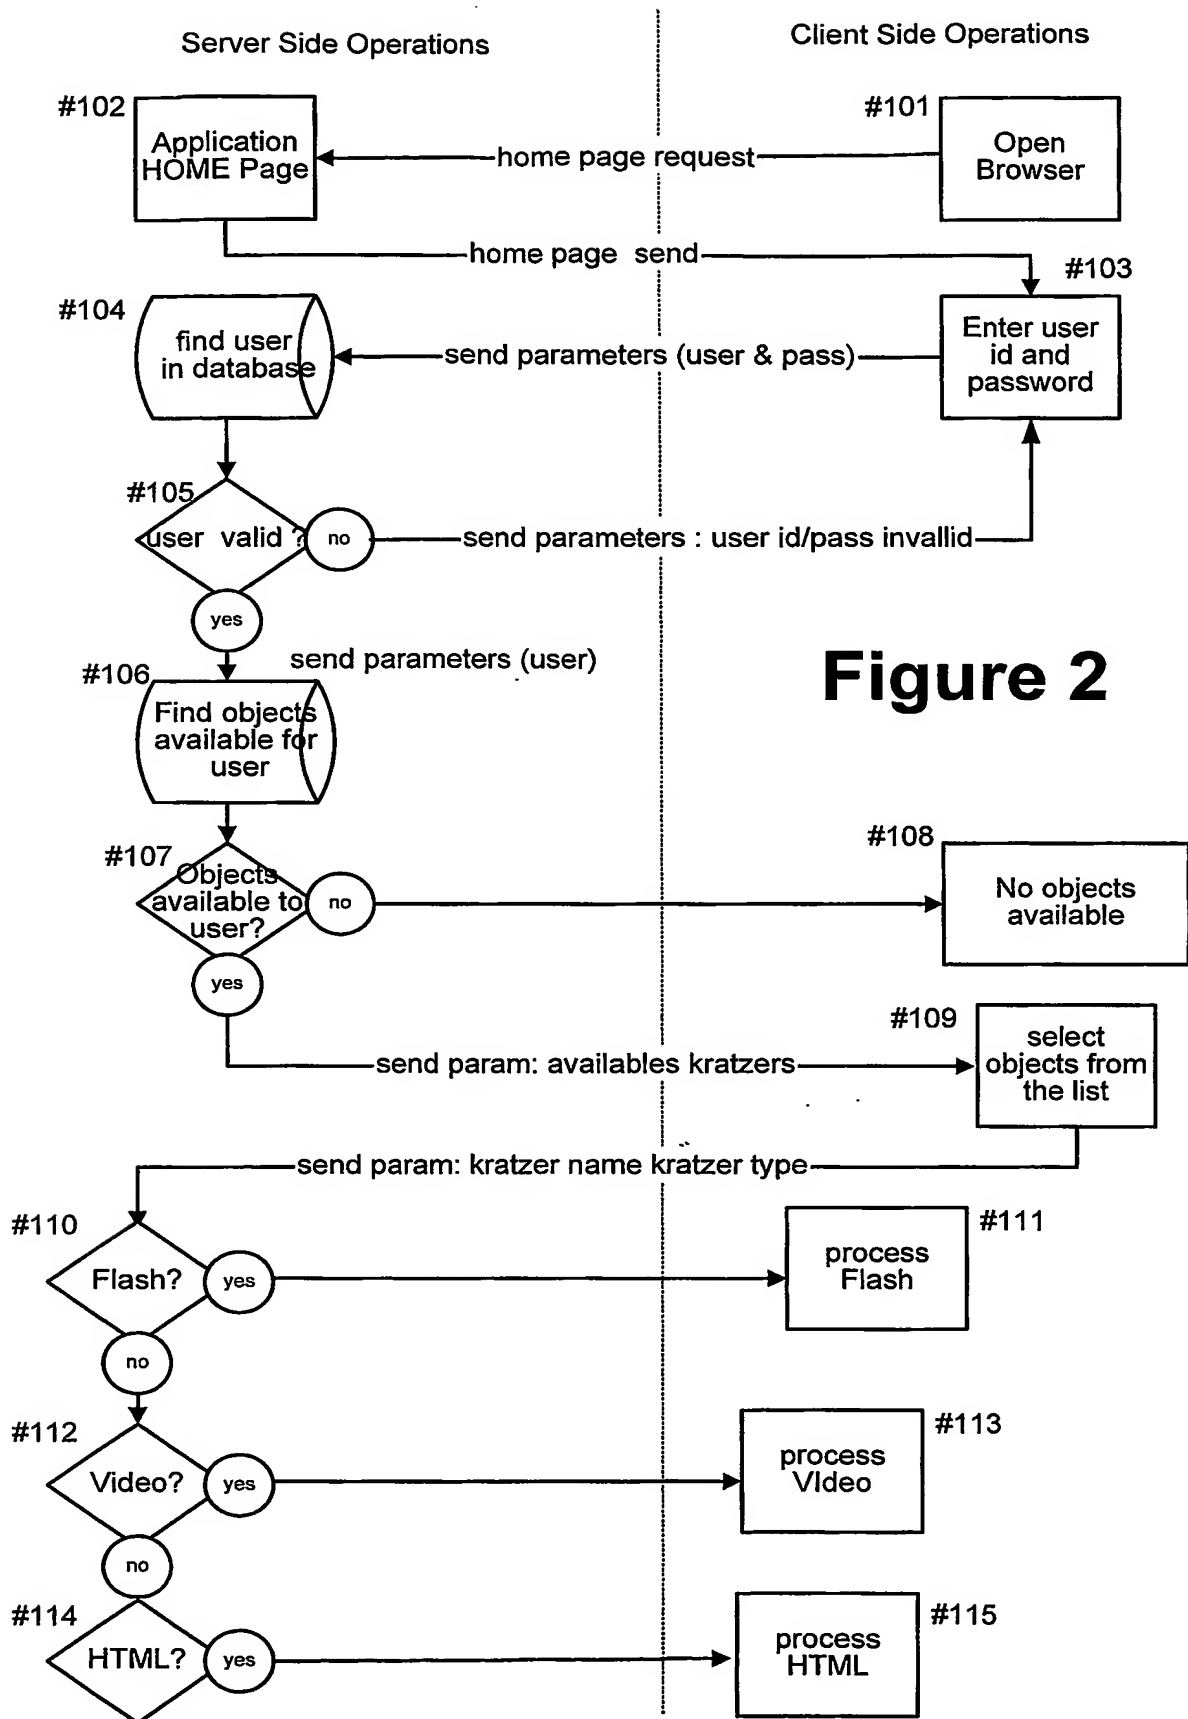 Server Side Operations
Client Side Operations
#102
Application
HOME Page
home page request
#101
Open
Browser
home page send
#103
#104
find user
in database
send parameters (user & pass)
Enter user
id and
password
#105
user valid ?
no
send parameters : user id/pass invallid
yes
send parameters (user)
Figure 2
#106
Find objects
available for
user
#107
Objects
available to
user?
no
#108
No objects
available
yes
#109
select
objects from
the list
send param: availables kratzers
send param: kratzer name kratzer type
#110
Flash?
yes
#111
process
Flash
no
#112
Video?
yes
#113
process
VIdeo
no
#114
HTML?
yes
#115
process
HTML